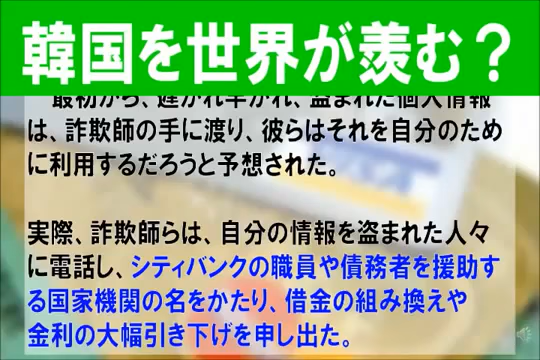 韓国を世界が羨む？
最初から、遅かれ早かれ、盗まれた個人情報
は、詐欺師の手に渡り、彼らはそれを自分のため
に利用するだろうと予想された。
実際、詐欺師らは、自分の情報を盗まれた人々
に電話し、シティバンクの職員や債務者を援助す
る国家機関の名をかたり、借金の組み換えや
金利の大幅引き下げを申し出た。